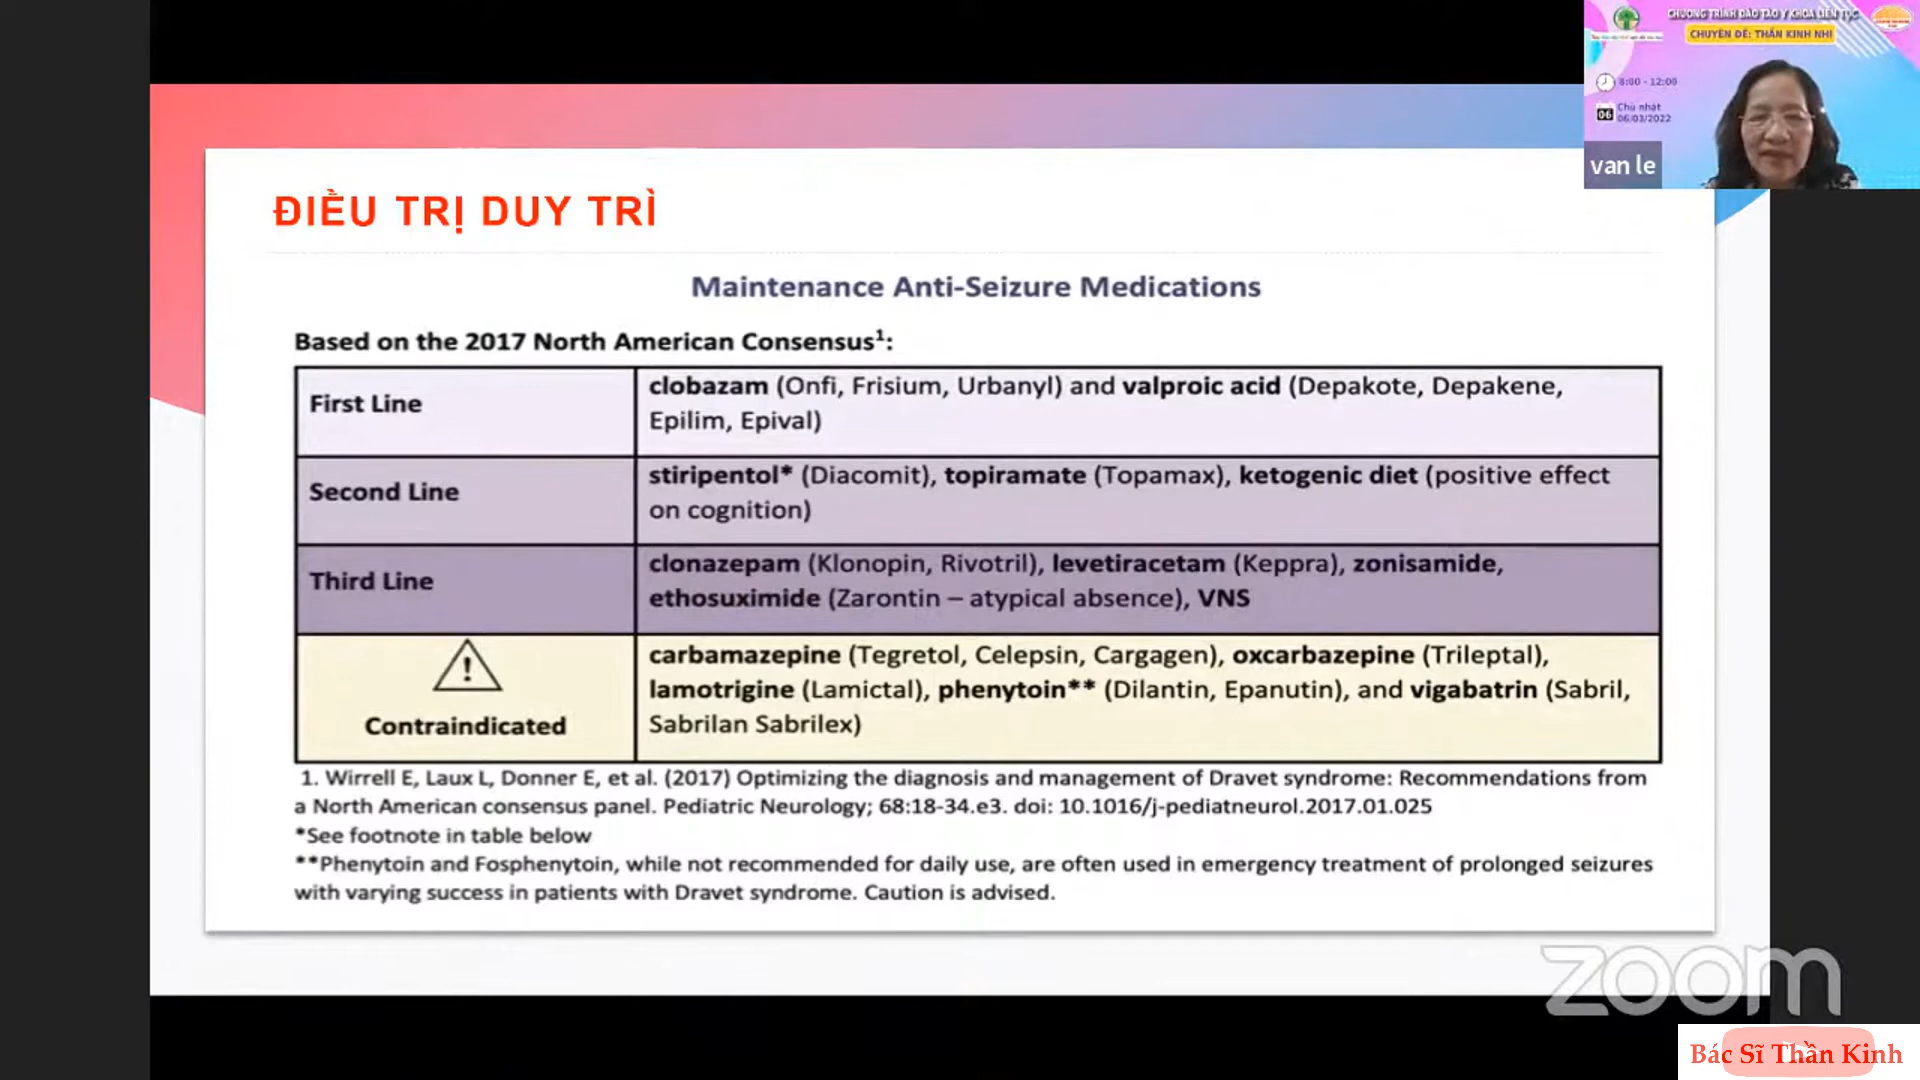 CHƯƠNG TRÌNH ĐÀO TẠO Y KHOA LIÊN TỤC
CHUYÊN ĐỀ: THẦN KINH NHI
8:00 - 12:00
Chủ nhật
06
06/03/2022
van le
ĐIỀU TRỊ DUY TRÌ
Maintenance Anti-Seizure Medications
Based on the 2017 North American Consensus¹:
First Line
clobazam (Onfi, Frisium, Urbanyl) and valproic acid (Depakote, Depakene,
Epilim, Epival)
Second Line
stiripentol* (Diacomit), topiramate (Topamax), ketogenic diet (positive effect
on cognition)
Third Line
clonazepam (Klonopin, Rivotril), levetiracetam (Keppra), zonisamide,
ethosuximide (Zarontin – atypical absence), VNS
!
Contraindicated
carbamazepine (Tegretol, Celepsin, Cargagen), oxcarbazepine (Trileptal),
lamotrigine (Lamictal), phenytoin** (Dilantin, Epanutin), and vigabatrin (Sabril,
Sabrilan Sabrilex)
1. Wirrell E, Laux L, Donner E, et al. (2017) Optimizing the diagnosis and management of Dravet syndrome: Recommendations from
a North American consensus panel. Pediatric Neurology; 68:18-34.e3. doi: 10.1016/j-pediatneurol.2017.01.025
*See footnote in table below
**Phenytoin and Fosphenytoin, while not recommended for daily use, are often used in emergency treatment of prolonged seizures
with varying success in patients with Dravet syndrome. Caution is advised.
zoom
Bác Sĩ Thần Kinh